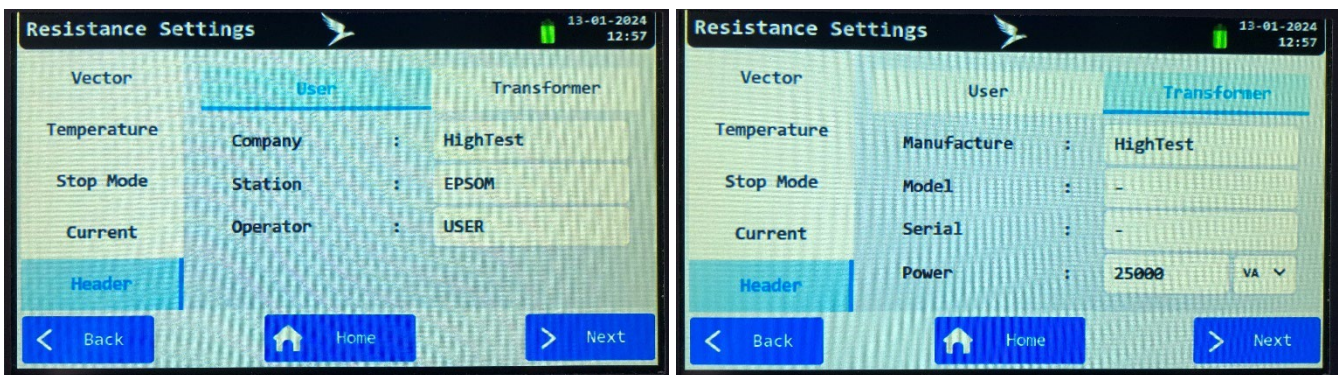 Resistance Settings
13-01-2024
12:57
Vector
Temperature
Stop Mode
Current
Header
User
Transformer
Company : HighTest
Station : EPSOM
Operator : USER
< Back
Home
> Next
Resistance Settings
13-01-2024
12:57
Vector
Temperature
Stop Mode
Current
Header
User
Transformer
Manufacture : HighTest
Model : -
Serial : -
Power : 25000 VA
< Back
Home
> Next